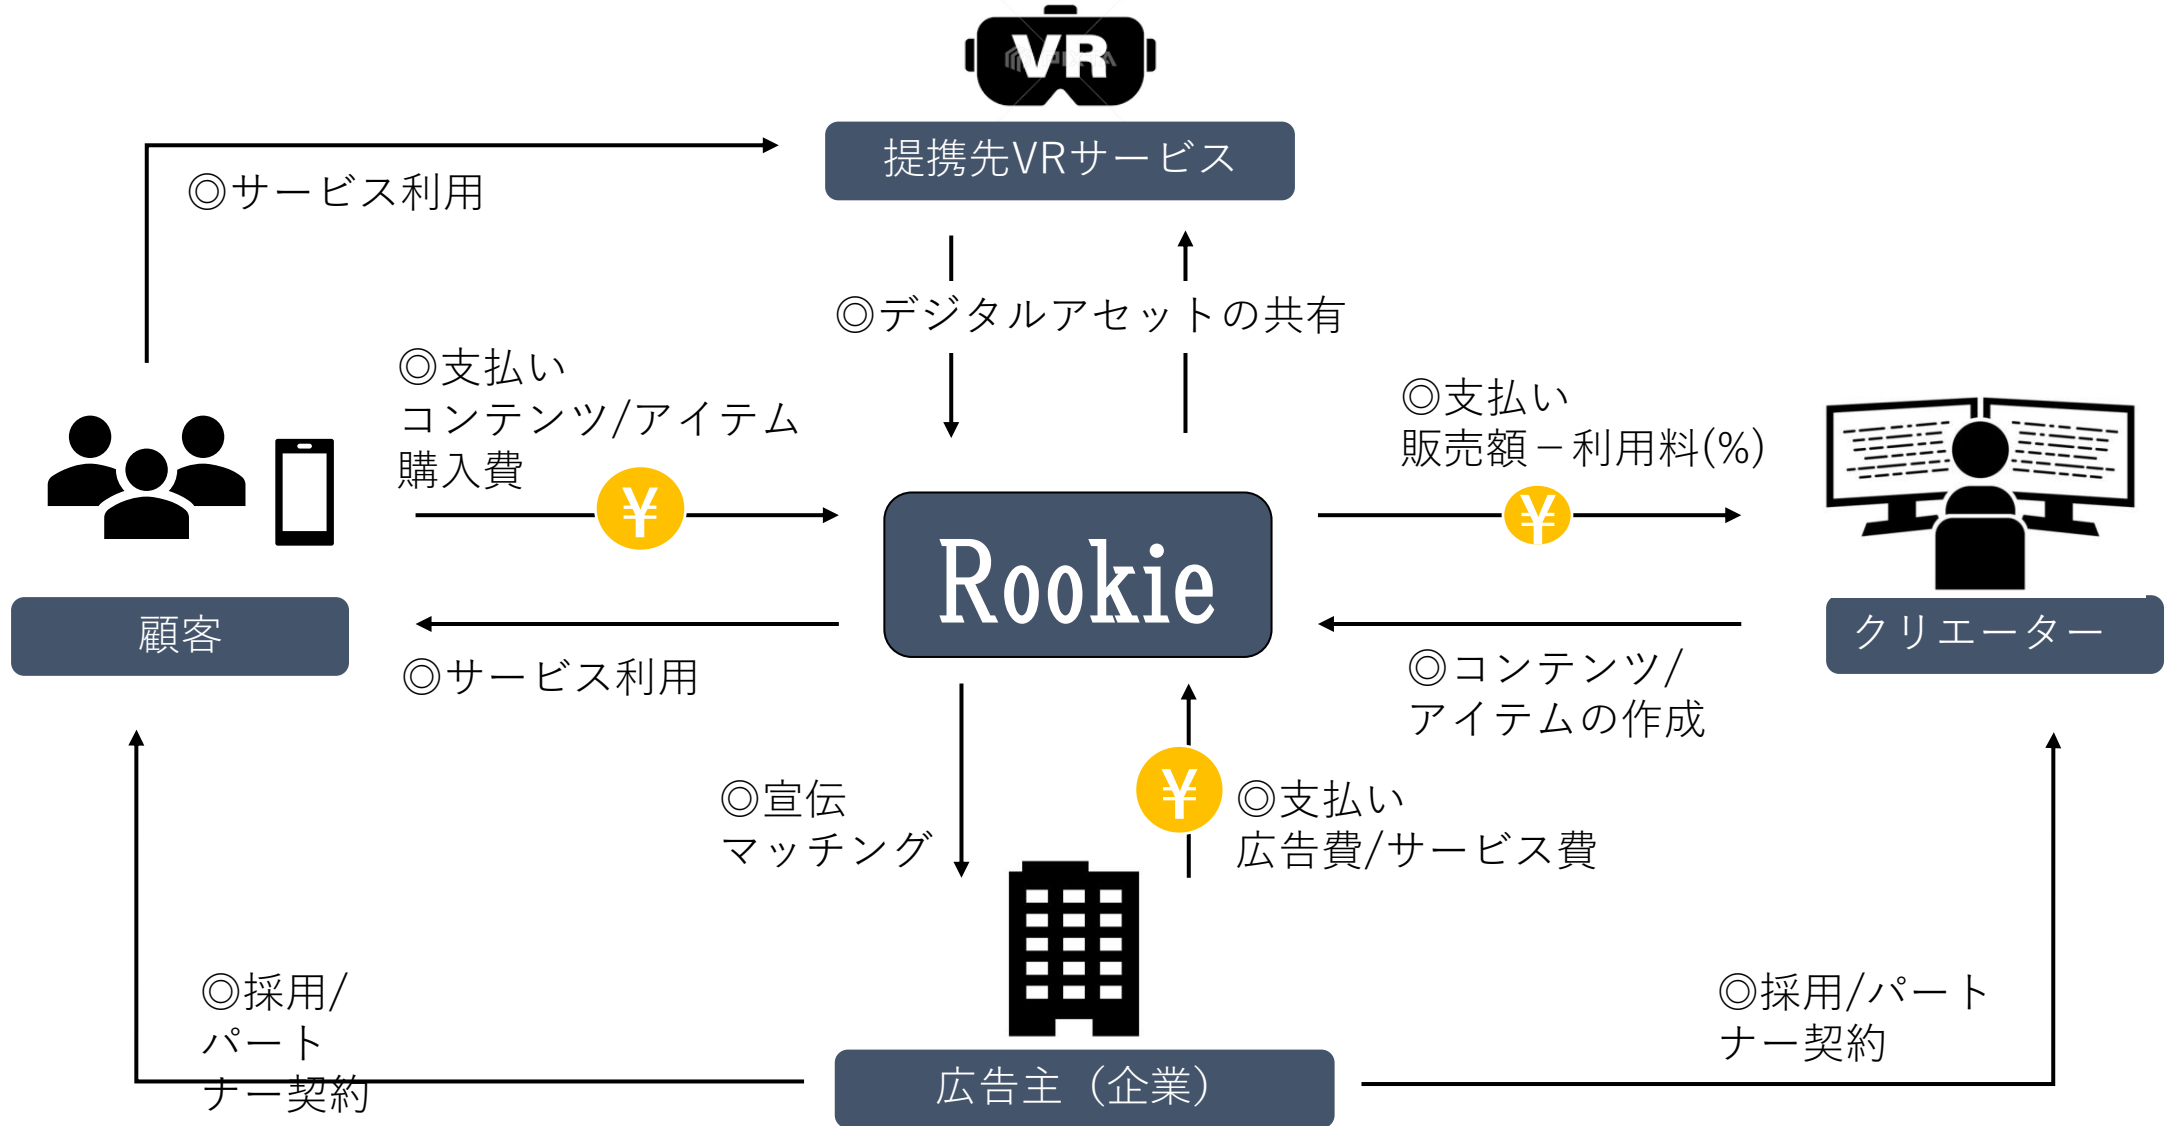 VR
提携先VRサービス
◎サービス利用
◎デジタルアセットの共有
◎支払い
コンテンツ/アイテム
購入費
¥
◎支払い
販売額－利用料(%)
¥
Rookie
顧客
クリエーター
◎サービス利用
◎コンテンツ/
アイテムの作成
◎宣伝
マッチング
¥
◎支払い
広告費/サービス費
◎採用/
パート
ナー契約
◎採用/パート
ナー契約
広告主（企業）